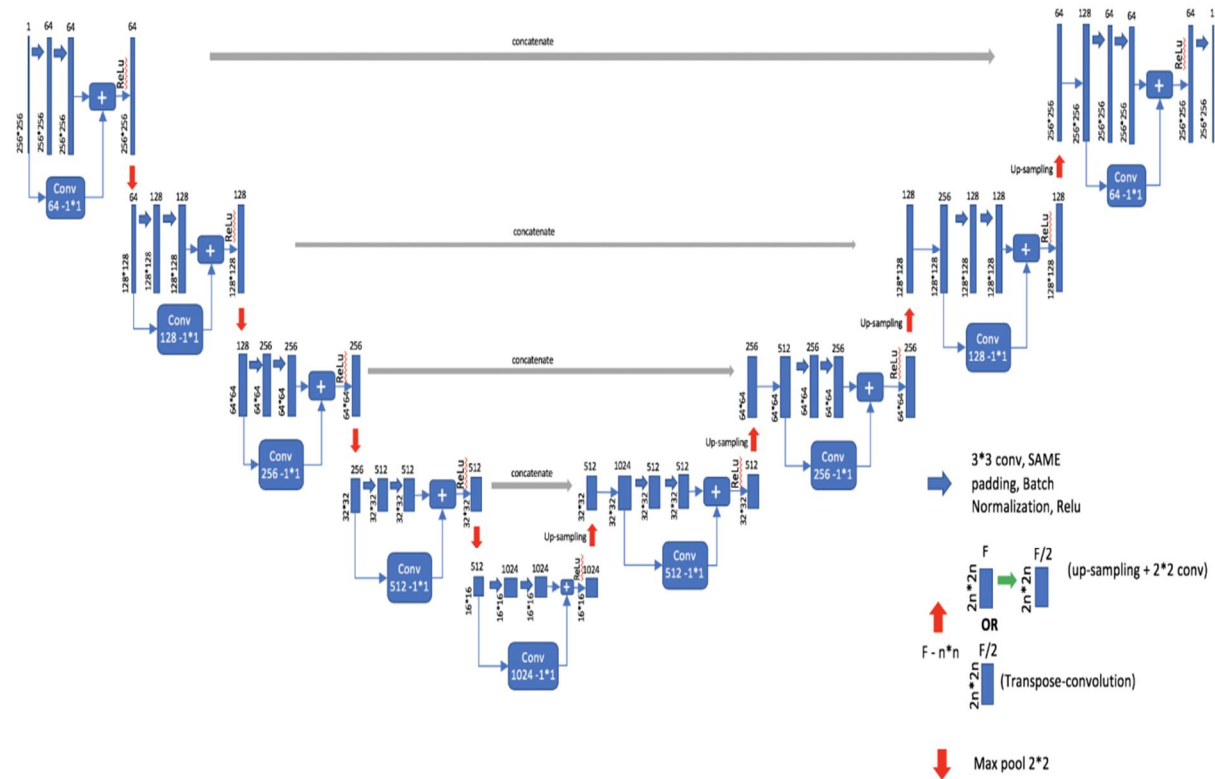 1
64
64
64
256*256
256*256
256*256
256*256
+
ReLu
Conv
64 -1*1
concatenate
64
128
64
64
64
1
256*256
256*256
256*256
256*256
256*256
256*256
+
ReLu
Conv
64 -1*1
Up-sampling
64
128
128
128
128*128
128*128
128*128
128*128
+
ReLu
Conv
128 -1*1
concatenate
128
256
128
128
128
128*128
128*128
128*128
128*128
128*128
+
ReLu
Conv
128 -1*1
Up-sampling
128
256
256
256
64*64
64*64
64*64
64*64
+
ReLu
Conv
256 -1*1
concatenate
256
512
256
256
256
64*64
64*64
64*64
64*64
64*64
+
ReLu
Conv
256 -1*1
Up-sampling
256
512
512
512
32*32
32*32
32*32
32*32
+
ReLu
Conv
512 -1*1
concatenate
512
1024
512
512
512
32*32
32*32
32*32
32*32
32*32
+
ReLu
Conv
512 -1*1
Up-sampling
512
1024
1024
1024
16*16
16*16
16*16
16*16
+
ReLu
Conv
1024 -1*1
3*3 conv, SAME
padding, Batch
Normalization, Relu
F
F/2
2n*2n
2n*2n
(up-sampling + 2*2 conv)
OR
F - n*n
F/2
2n*2n
(Transpose-convolution)
Max pool 2*2